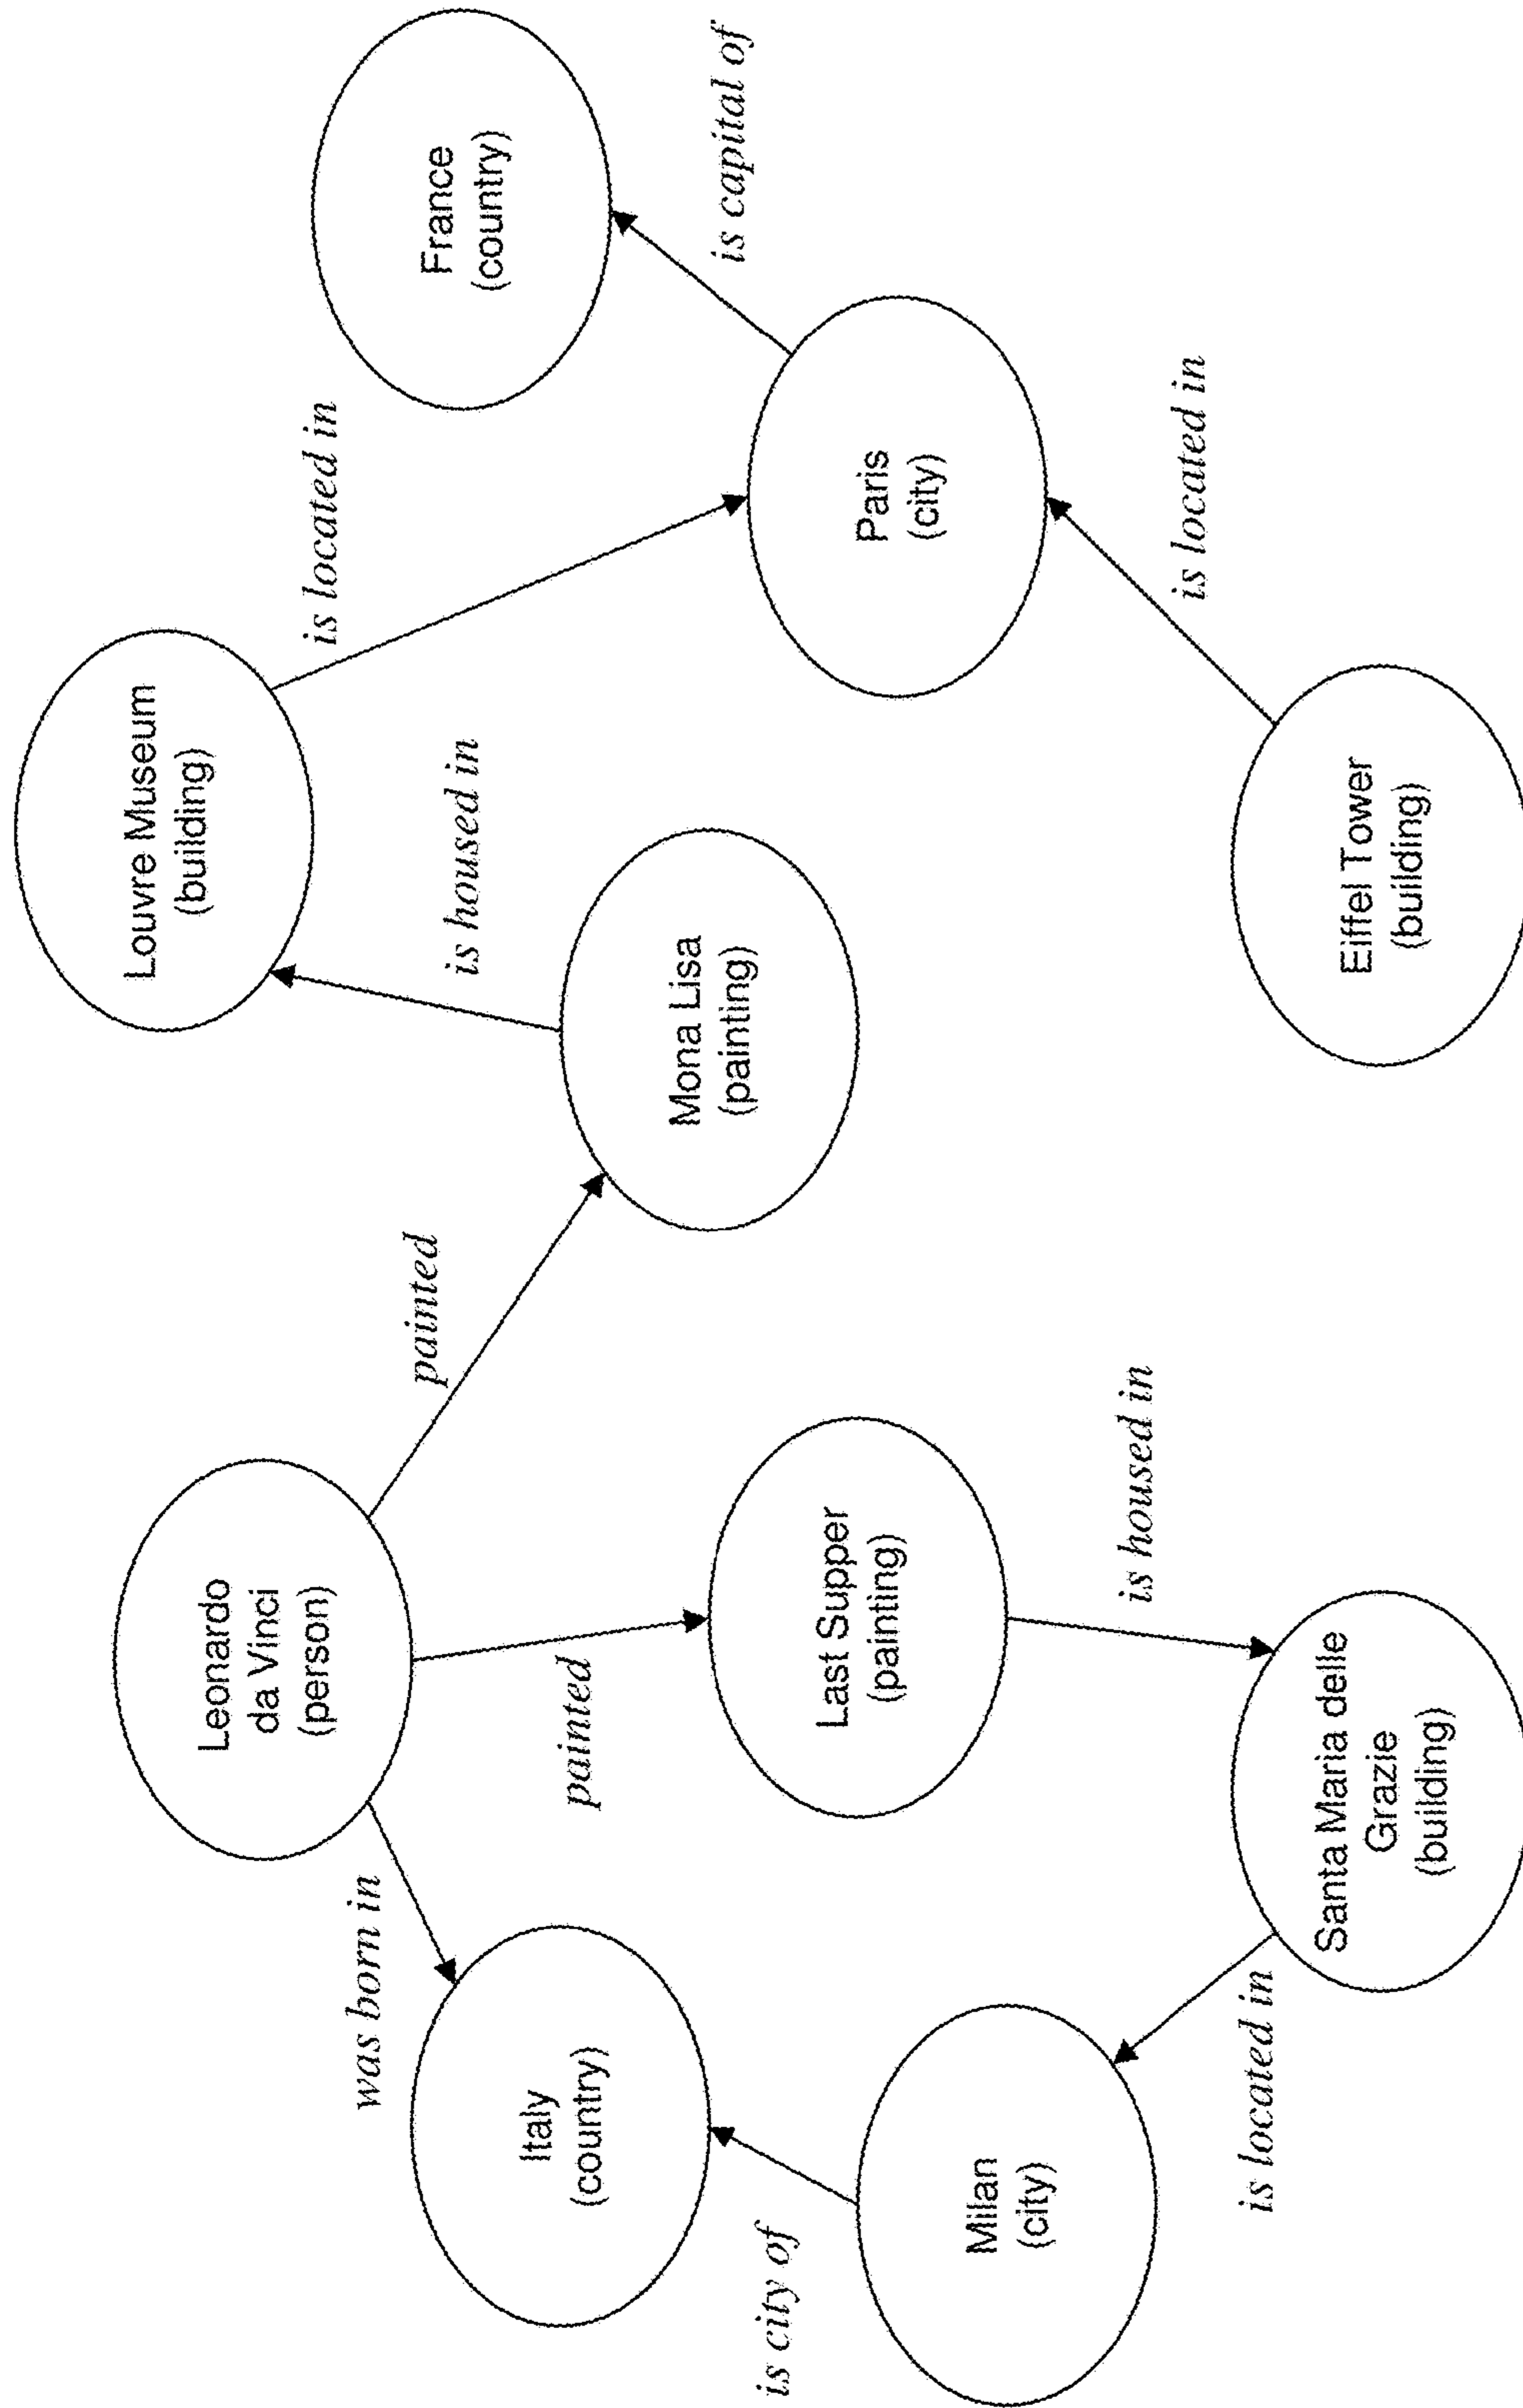 Leonardo
da Vinci
(person)
was born in
painted
painted
Italy
(country)
is city of
Milan
(city)
is located in
Santa Maria delle
Grazie
(building)
is housed in
Last Supper
(painting)
Mona Lisa
(painting)
is housed in
Louvre Museum
(building)
is located in
Paris
(city)
is capital of
France
(country)
is located in
Eiffel Tower
(building)